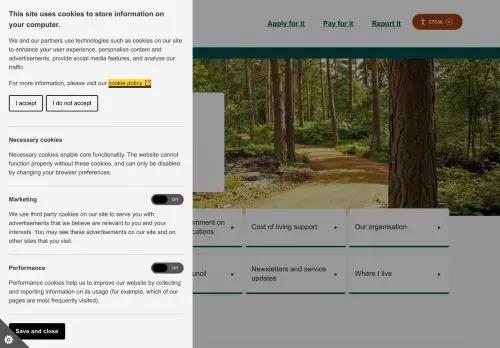 This site uses cookies to store information on
your computer.
We and our partners use technologies such as cookies on our site
to enhance your user experience, personalise content and
advertisements, provide social media features, and analyse our
traffic
For more information, please visit our cookie policy
I accept
I do not accept
Necessary cookies
Necessary cookies enable core functionality. The website cannot
function properly without these cookies, and can only be disabled
by changing your browser preferences.
Marketing
Off
We use third party cookies on our site to serve you with
advertisements that we believe are relevant to you and your
interests. You may see these advertisements on our site and on
other sites that you visit.
Performance
Off
Performance cookies help us to improve our website by collecting
and reporting information on its usage (for example, which of our
pages are most frequently visited).
Save and close
Apply for it
Pay for it
Report it
SPEAK
mment on
cations
Cost of living support
Our organisation
uncil
Newsletters and service
updates
Where I live